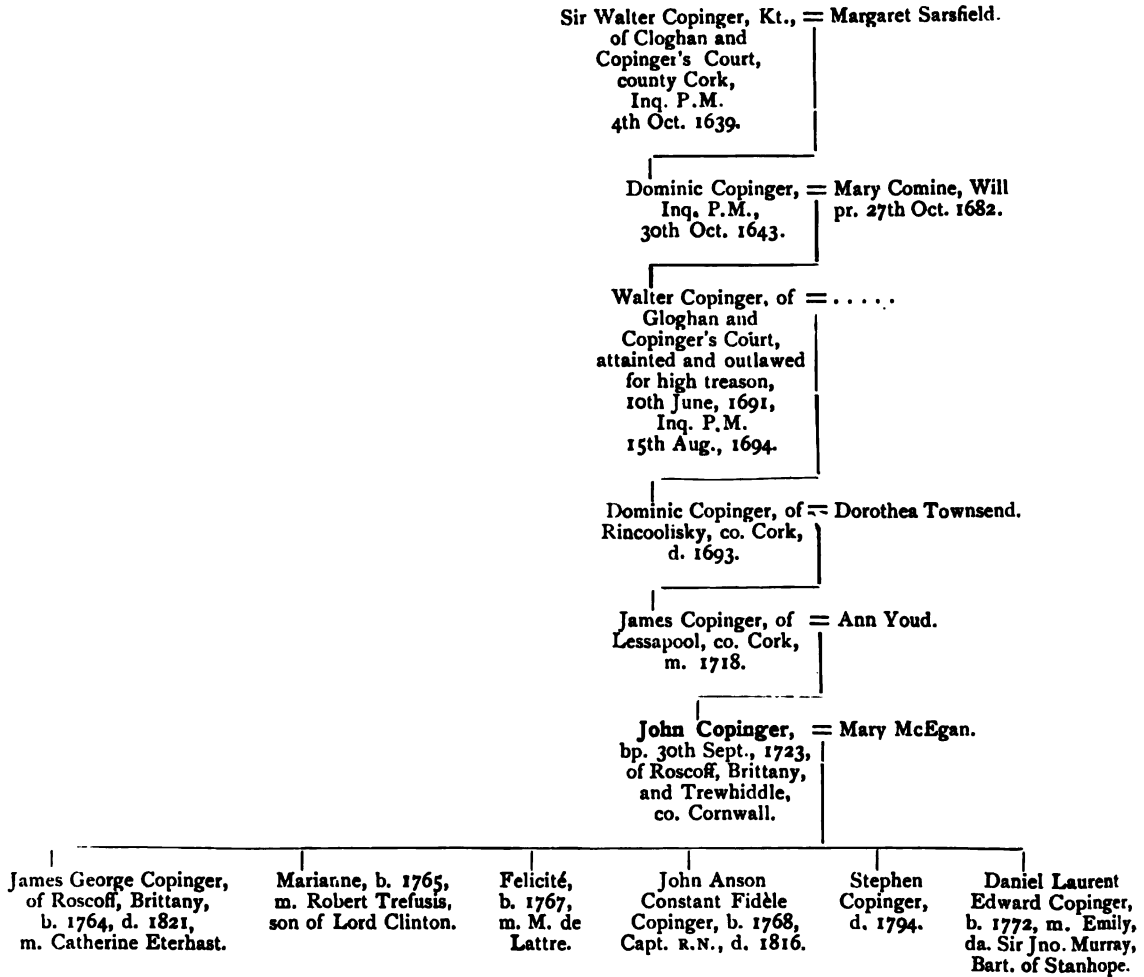 Sir Walter Copinger, Kt., = Margaret Sarsfield.
of Cloghan and
Copinger's Court,
county Cork,
Inq. P.M.
4th Oct. 1639.
Dominic Copinger, = Mary Comine, Will
Inq. P.M., pr. 27th Oct. 1682.
30th Oct. 1643.
Walter Copinger, of = . . . . .
Gloghan and
Copinger's Court,
attainted and outlawed
for high treason,
10th June, 1691,
Inq. P.M.
15th Aug., 1694.
Dominic Copinger, of = Dorothea Townsend.
Rincoolisky, co. Cork,
d. 1693.
James Copinger, of = Ann Youd.
Lessapool, co. Cork,
m. 1718.
John Copinger, = Mary McEgan.
bp. 30th Sept., 1723,
of Roscoff, Brittany,
and Trewhiddle,
co. Cornwall.
James George Copinger,
of Roscoff, Brittany,
b. 1764, d. 1821,
m. Catherine Eterhast.
Marianne, b. 1765,
m. Robert Trefusis,
son of Lord Clinton.
Felicité,
b. 1767,
m. M. de
Lattre.
John Anson
Constant Fidèle
Copinger, b. 1768,
Capt. R.N., d. 1816.
Stephen
Copinger,
d. 1794.
Daniel Laurent
Edward Copinger,
b. 1772, m. Emily,
da. Sir Jno. Murray,
Bart. of Stanhope.